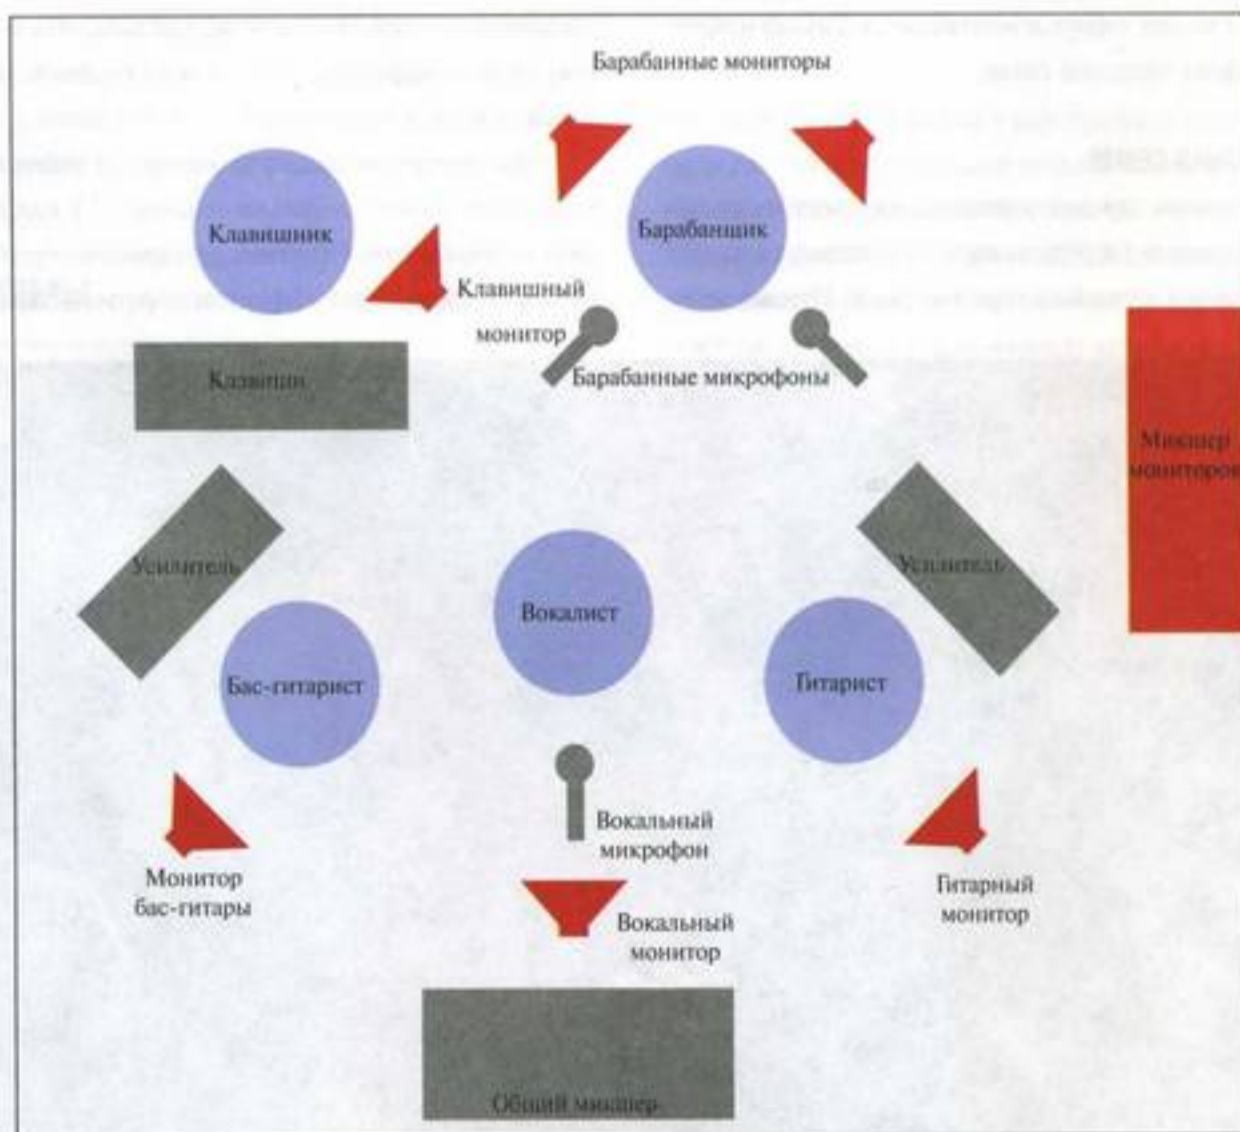 Барабанные мониторы
Клавишник
Барабанщик
Клавишный
монитор
Барабанные микрофоны
Клавиши
Микшер
мониторов
Усилитель
Усилитель
Вокалист
Бас-гитарист
Гитарист
Вокальный
микрофон
Монитор
бас-гитары
Гитарный
монитор
Вокальный
монитор
Общий микшер